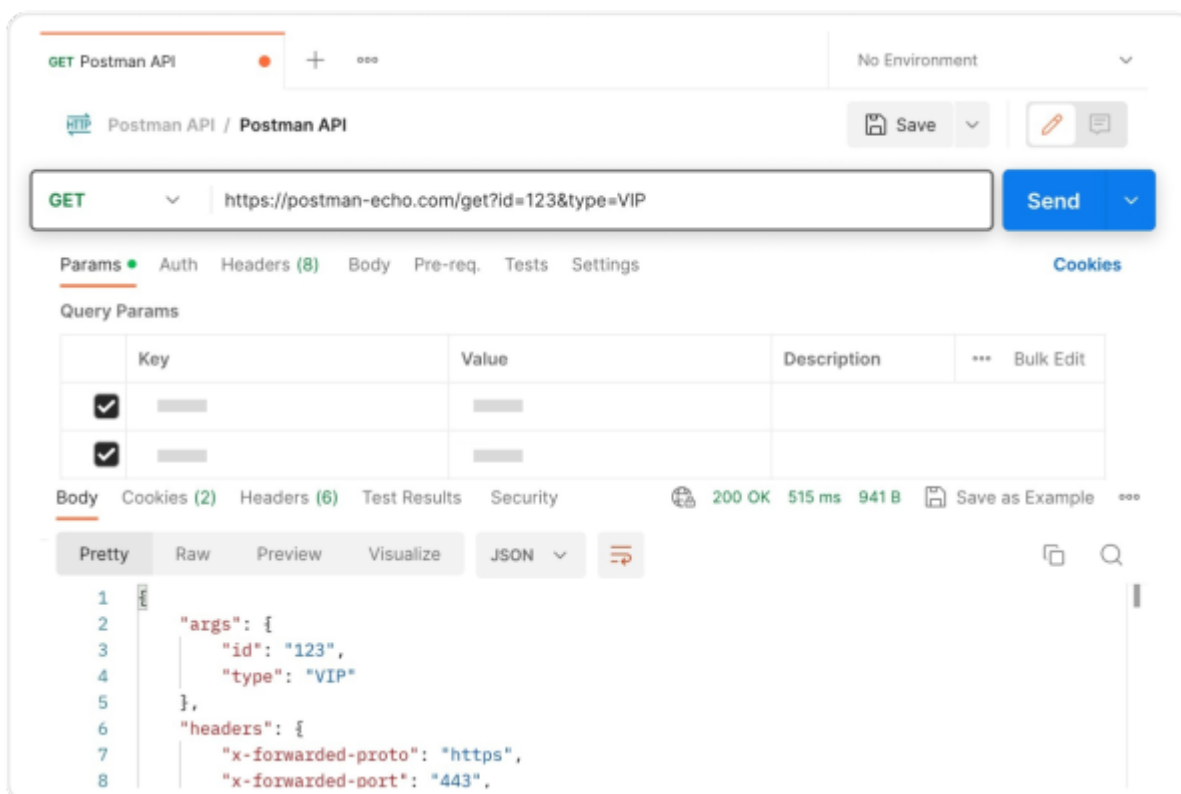 GET Postman API
No Environment
HTTP Postman API / Postman API
Save
GET https://postman-echo.com/get?id=123&type=VIP
Send
Params Auth Headers (8) Body Pre-req. Tests Settings Cookies
Query Params
Key Value Description ••• Bulk Edit
Body Cookies (2) Headers (6) Test Results Security 200 OK 515 ms 941 B Save as Example
Pretty Raw Preview Visualize JSON
1 {
2 "args": {
3 "id": "123",
4 "type": "VIP"
5 },
6 "headers": {
7 "x-forwarded-proto": "https",
8 "x-forwarded-port": "443",